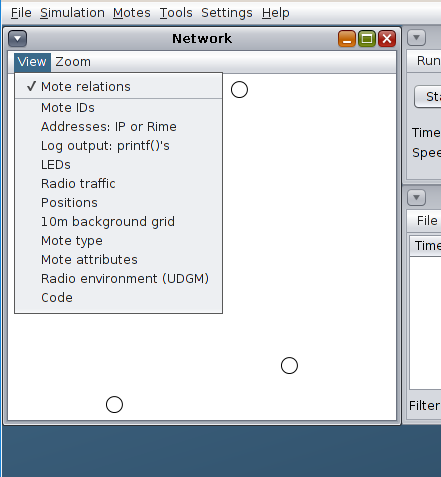 File Simulation Motes Tools Settings Help
Network
View Zoom
Mote relations
Mote IDs
Addresses: IP or Rime
Log output: printf()'s
LEDs
Radio traffic
Positions
10m background grid
Mote type
Mote attributes
Radio environment (UDGM)
Code
Run
Sta
Time
Spee
File
Time
Filter